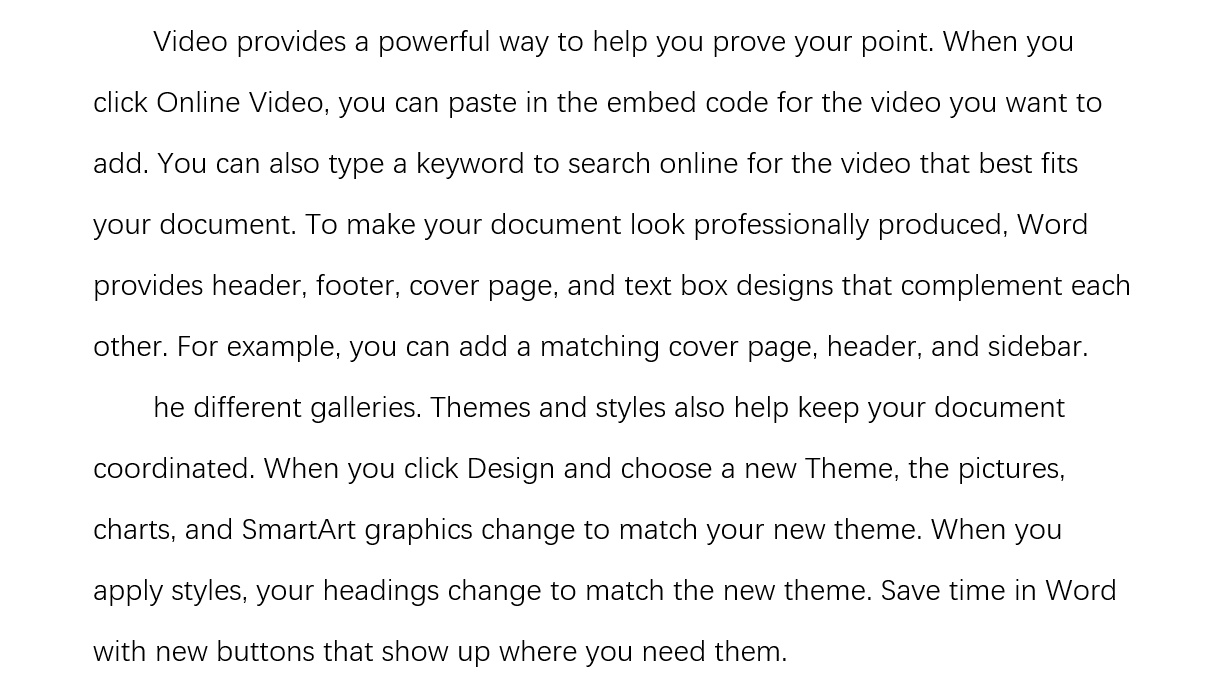 Video provides a powerful way to help you prove your point. When you
click Online Video, you can paste in the embed code for the video you want to
add. You can also type a keyword to search online for the video that best fits
your document. To make your document look professionally produced, Word
provides header, footer, cover page, and text box designs that complement each
other. For example, you can add a matching cover page, header, and sidebar.
he different galleries. Themes and styles also help keep your document
coordinated. When you click Design and choose a new Theme, the pictures,
charts, and SmartArt graphics change to match your new theme. When you
apply styles, your headings change to match the new theme. Save time in Word
with new buttons that show up where you need them.